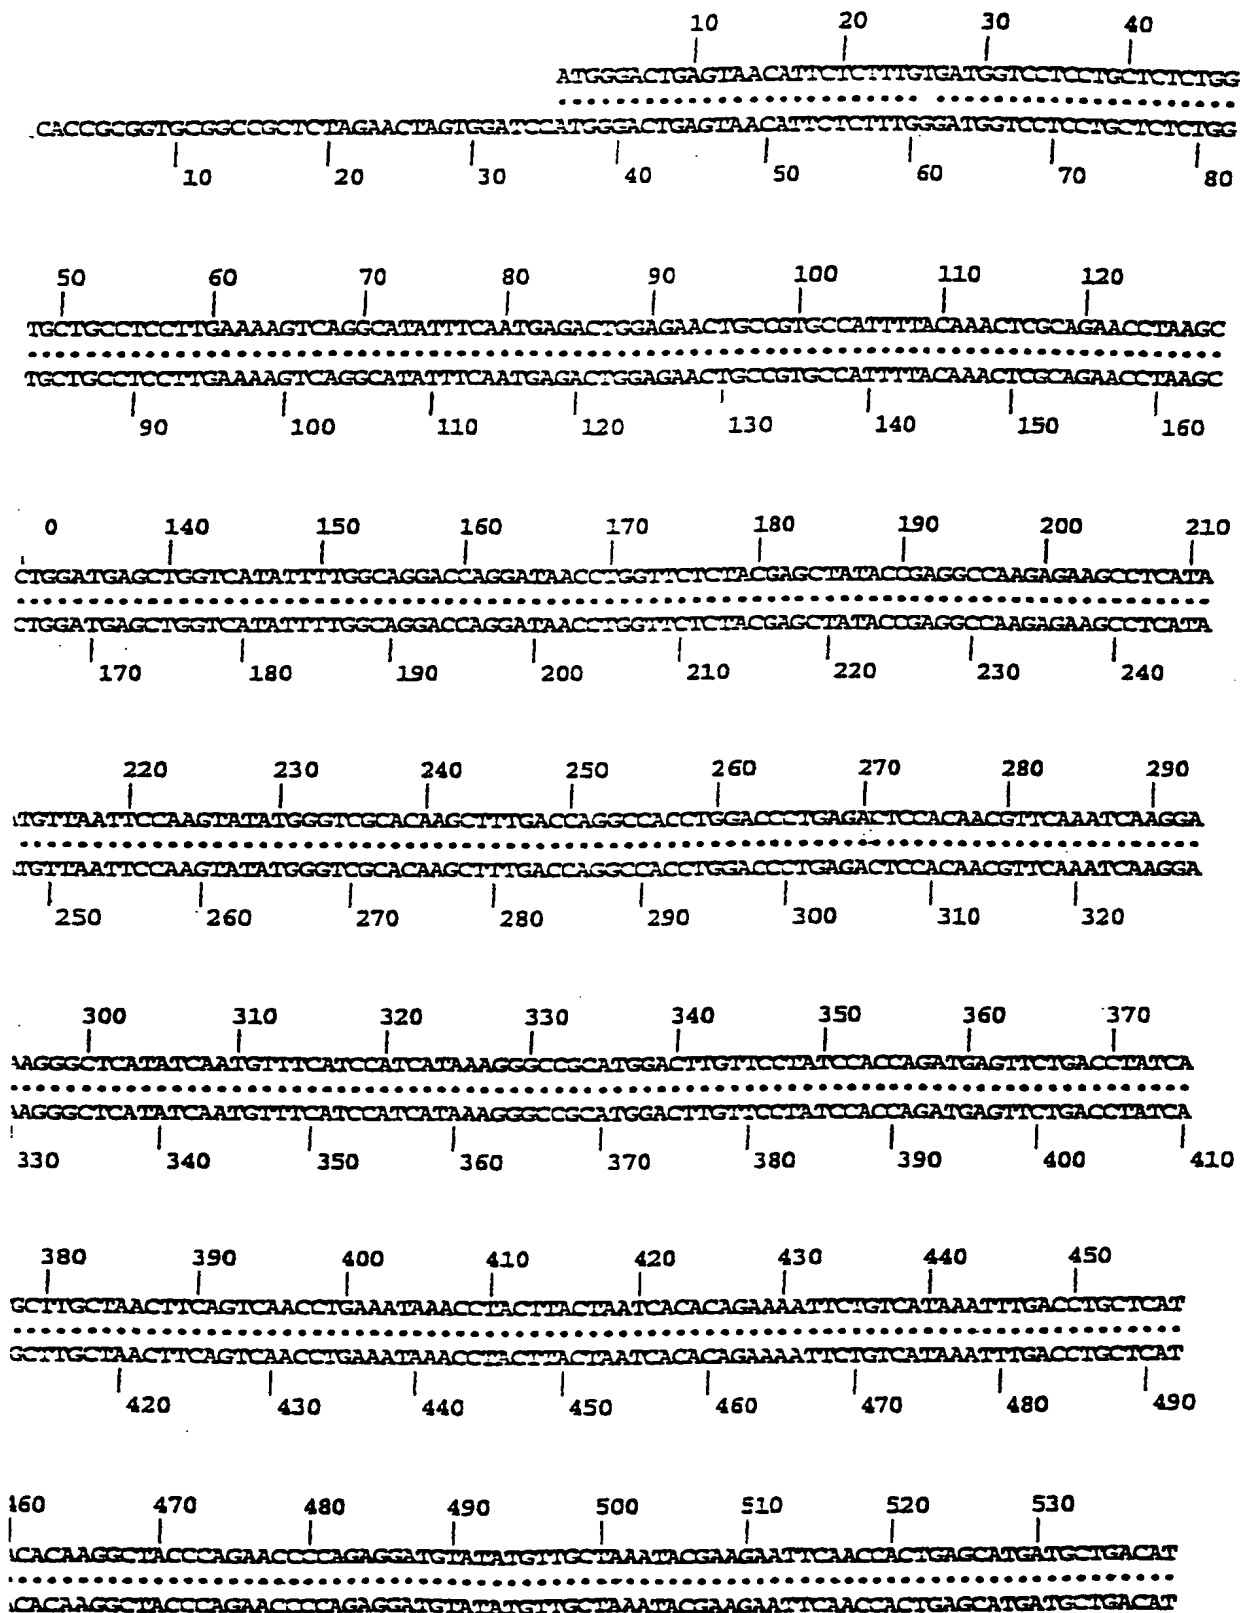 10 20 30 40
ATGGGACTGAGTAACATTCTCTTTGTGATGGTCCTCCTGCTCTCTGG
CACCGCGGTGCGGCCGCTCTAGAACTAGTGGATCCATGGGACTGAGTAACATTCTCTTTGGGATGGTCCTCCTGCTCTCTGG
10 20 30 40 50 60 70 80
50 60 70 80 90 100 110 120
TGCTGCCTCCTTGAAAAGTCAGGCATATTTCAATGAGACTGGAGAACTGCCGTGCCATTTTACAAACTCGCAGAACCTAAGC
TGCTGCCTCCTTGAAAAGTCAGGCATATTTCAATGAGACTGGAGAACTGCCGTGCCATTTTACAAACTCGCAGAACCTAAGC
90 100 110 120 130 140 150 160
0 140 150 160 170 180 190 200 210
CTGGATGAGCTGGTCATATTTTGGCAGGACCAGGATAACCTGGTTCTCTACGAGCTATACCGAGGCCAAGAGAAGCCTCATA
CTGGATGAGCTGGTCATATTTTGGCAGGACCAGGATAACCTGGTTCTCTACGAGCTATACCGAGGCCAAGAGAAGCCTCATA
170 180 190 200 210 220 230 240
220 230 240 250 260 270 280 290
TGTTAATTCCAAGTATATGGGTCGCACAAGCTTTGACCAGGCCACCTGGACCCTGAGACTCCACAACGTTCAAATCAAGGA
TGTTAATTCCAAGTATATGGGTCGCACAAGCTTTGACCAGGCCACCTGGACCCTGAGACTCCACAACGTTCAAATCAAGGA
250 260 270 280 290 300 310 320
300 310 320 330 340 350 360 370
AAGGGCTCATATCAATGTTTCATCCATCATAAAGGGCCGCATGGACTTGTTCCTATCCACCAGATGAGTTCTGACCTATCA
AAGGGCTCATATCAATGTTTCATCCATCATAAAGGGCCGCATGGACTTGTTCCTATCCACCAGATGAGTTCTGACCTATCA
330 340 350 360 370 380 390 400 410
380 390 400 410 420 430 440 450
GCTTGCTAACTTCAGTCAACCTGAAATAAACCTACTTACTAATCACACAGAAAATTCTGTCATAAATTTGACCTGCTCAT
GCTTGCTAACTTCAGTCAACCTGAAATAAACCTACTTACTAATCACACAGAAAATTCTGTCATAAATTTGACCTGCTCAT
420 430 440 450 460 470 480 490
460 470 480 490 500 510 520 530
CACAAGGCTACCCAGAACCCCAGAGGATGTATATGTTGCTAAATACGAAGAATTCAACCACTGAGCATGATGCTGACAT
CACAAGGCTACCCAGAACCCCAGAGGATGTATATGTTGCTAAATACGAAGAATTCAACCACTGAGCATGATGCTGACAT